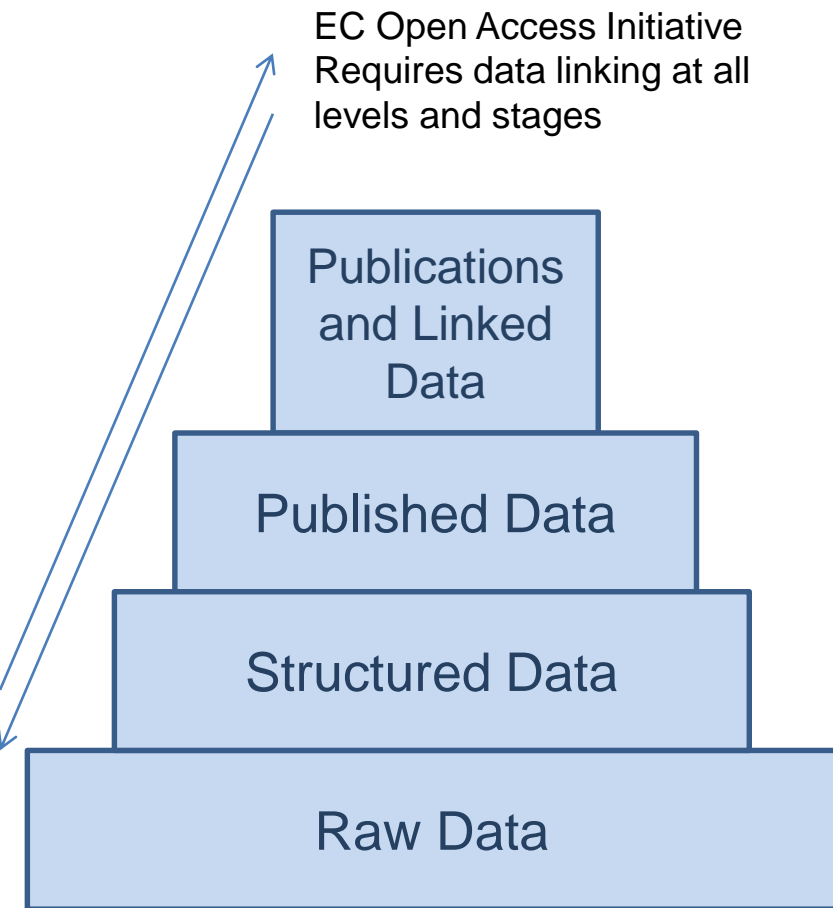 EC Open Access Initiative
Requires data linking at all
levels and stages
Publications
and Linked
Data
Published Data
Structured Data
Raw Data